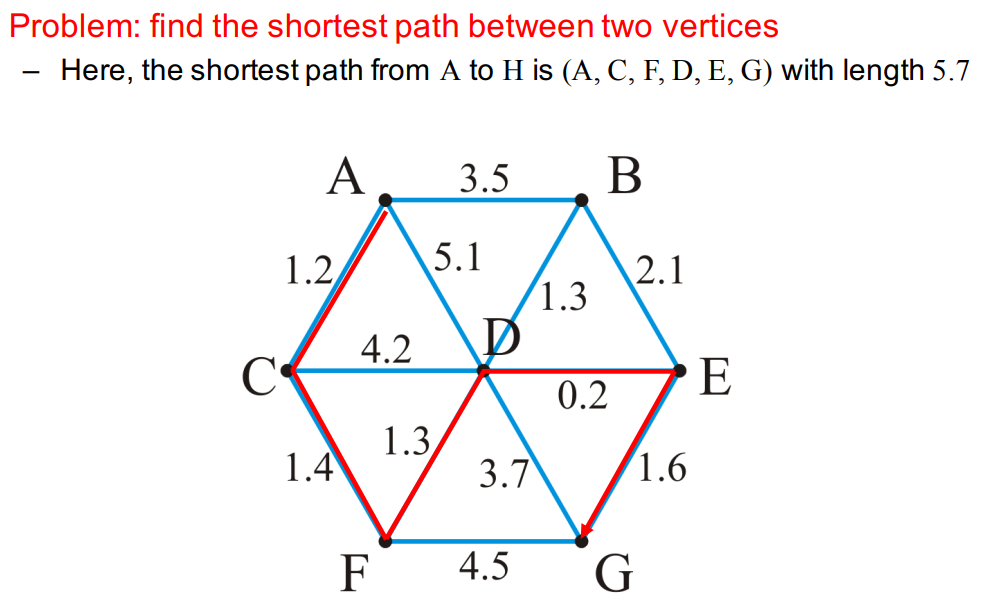 Problem: find the shortest path between two vertices
– Here, the shortest path from A to H is (A, C, F, D, E, G) with length 5.7
A 3.5 B
1.2 5.1 1.3 2.1
C 4.2 D 0.2 E
1.4 1.3 3.7 1.6
F 4.5 G